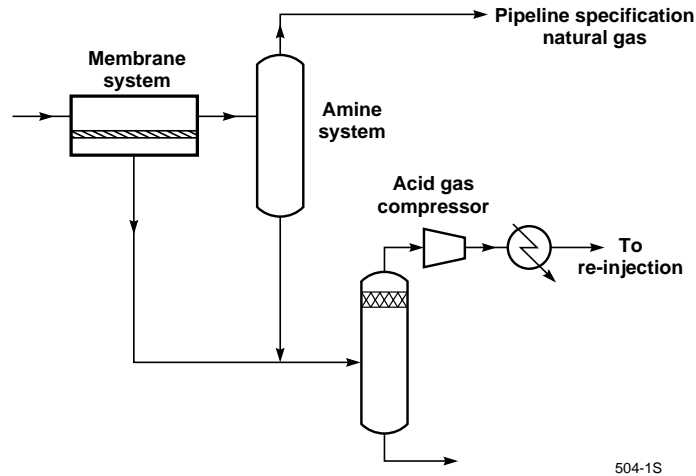 Pipeline specification
natural gas
Membrane
system
Amine
system
Acid gas
compressor
To
re-injection
504-1S